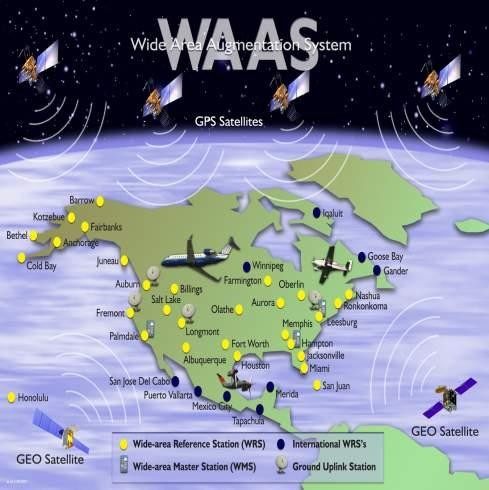 WAAS
Wide Area Augmentation System
GPS Satellites
Barrow
Kotzebue
Iqaluit
Fairbanks
Bethel
Anchorage
Goose Bay
Cold Bay
Juneau
Winnipeg
Gander
Farmington
Oberlin
Auburn
Billings
Nashua
Salt Lake
Aurora
Ronkonkoma
Fremont
Olathe
Leesburg
Longmont
Memphis
Palmdale
Fort Worth
Hampton
Albuquerque
Jacksonville
Houston
Miami
San Jose Del Cabo
San Juan
Puerto Vallarta
Merida
Honolulu
Mexico City
Tapachula
GEO Satellite
GEO Satellite
Wide-area Reference Station (WRS)
International WRS's
Wide-area Master Station (WMS)
Ground Uplink Station